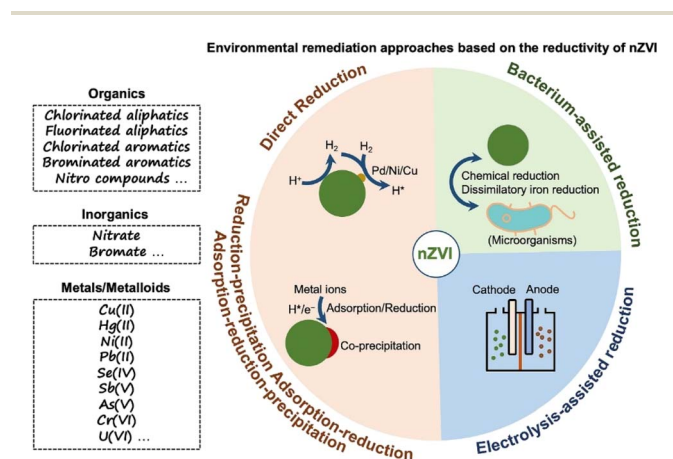 Environmental remediation approaches based on the reductivity of nZVI
Organics
Chlorinated aliphatics
Fluorinated aliphatics
Chlorinated aromatics
Brominated aromatics
Nitro compounds ...
Inorganics
Nitrate
Bromate ...
Metals/Metalloids
Cu(II)
Hg(II)
Ni(II)
Pb(II)
Se(IV)
Sb(V)
As(V)
Cr(VI)
U(VI) ...
Direct Reduction
H₂
H₂
Pd/Ni/Cu
H⁺
H*
Bacterium-assisted reduction
Chemical reduction
Dissimilatory iron reduction
(Microorganisms)
nZVI
Reduction-precipitation Adsorption-reduction
Adsorption-reduction-precipitation
Metal ions
H*/e⁻
Adsorption/Reduction
Co-precipitation
Cathode
Anode
Electrolysis-assisted reduction